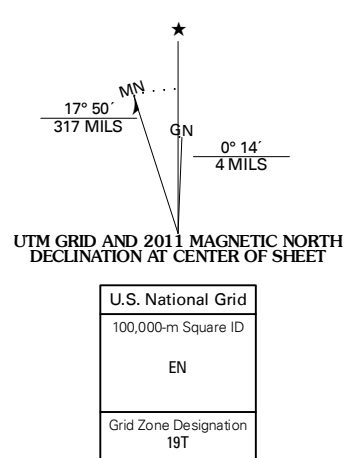 ★
MN
17° 50´
317 MILS
GN
0° 14´
4 MILS
UTM GRID AND 2011 MAGNETIC NORTH
DECLINATION AT CENTER OF SHEET
U.S. National Grid
100,000-m Square ID
EN
Grid Zone Designation
19T